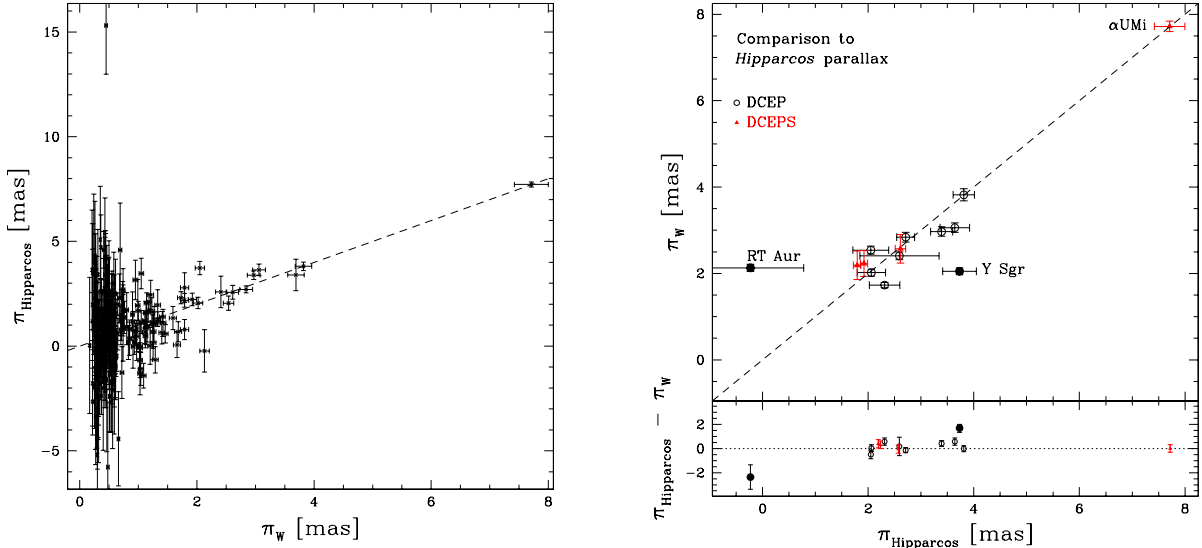 15
10
5
0
−5
0
2
4
6
8
π_Hipparcos [mas]
π_W [mas]
8
6
4
2
0
Comparison to
Hipparcos parallax
DCEP
DCEPS
αUMi
RT Aur
Y Sgr
π_W [mas]
2
0
−2
π_Hipparcos − π_W
0
2
4
6
8
π_Hipparcos [mas]